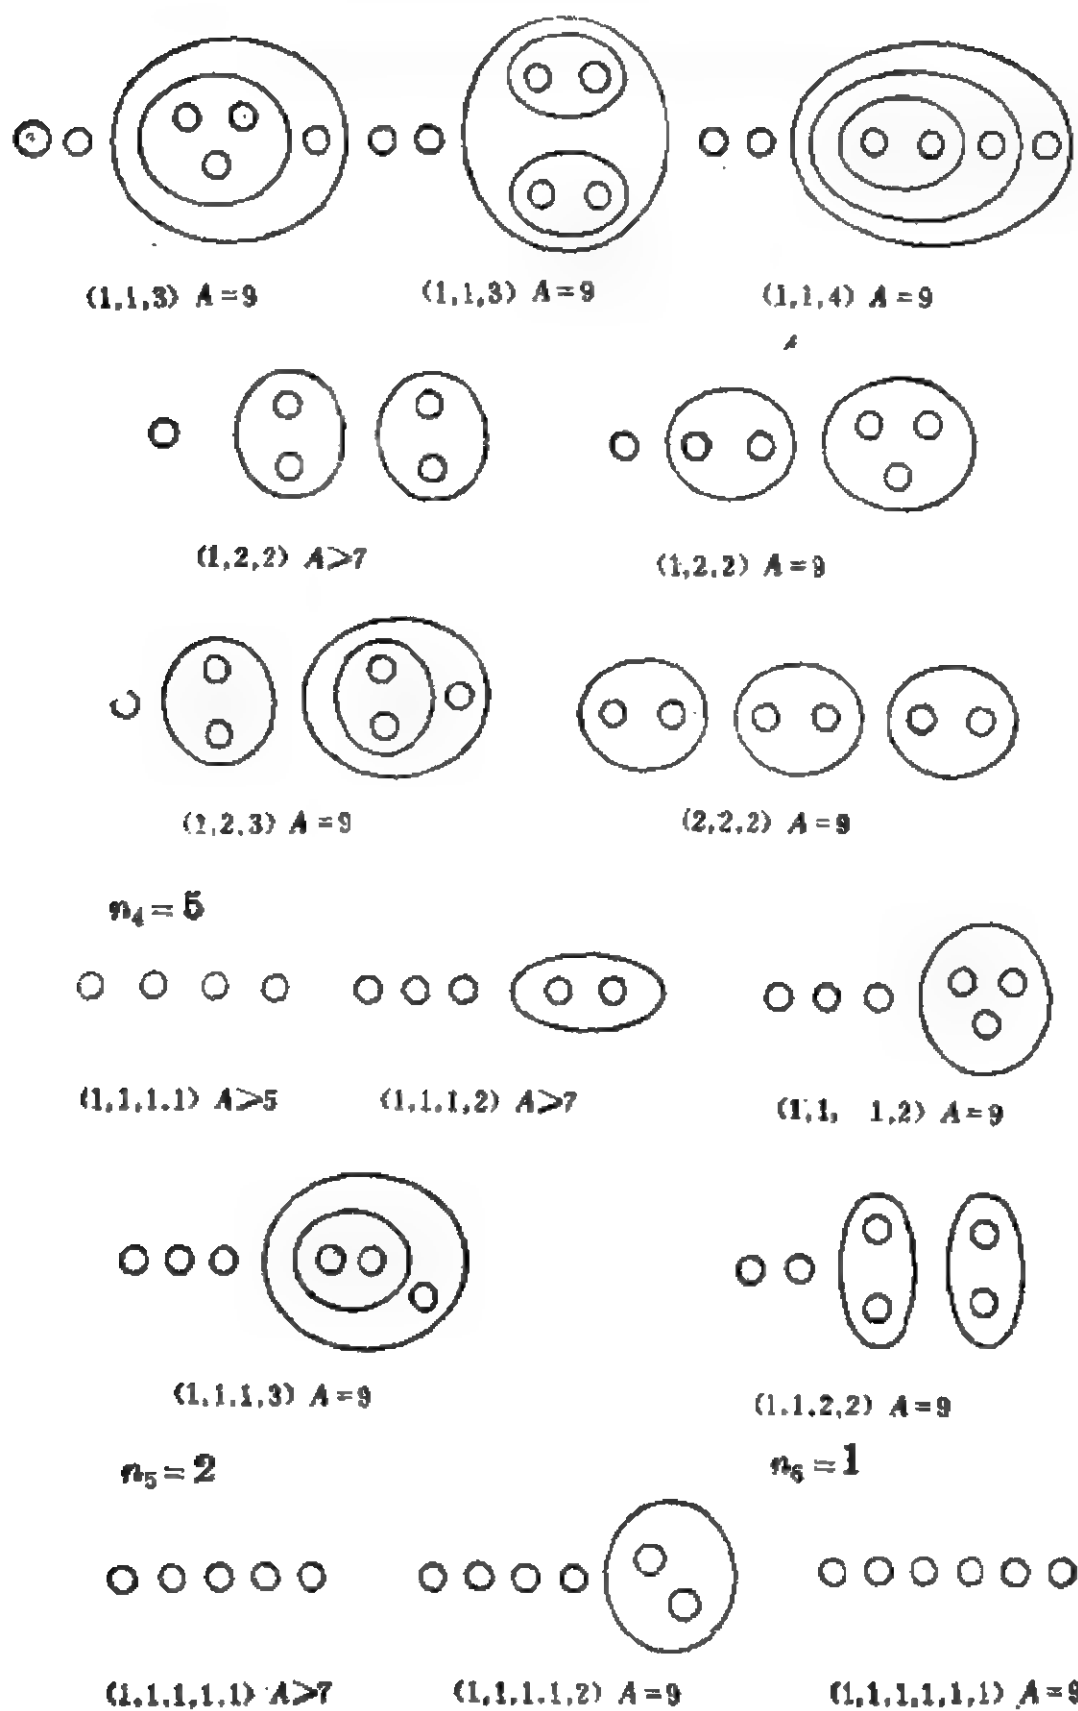 (1,1,3) A=9 (1,1,3) A=9 (1,1,4) A=9
(1,2,2) A⩾7 (1,2,2) A=9
(1,2,3) A=9 (2,2,2) A=9
n₄=5
(1,1,1.1) A⩾5 (1,1.1,2) A⩾7 (1,1, 1,2) A=9
(1,1.1,3) A=9 (1.1.2,2) A=9
n₅=2 n₆=1
(1.1,1,1,1) A⩾7 (1,1,1.1,2) A=9 (1,1,1,1,1,1) A=9